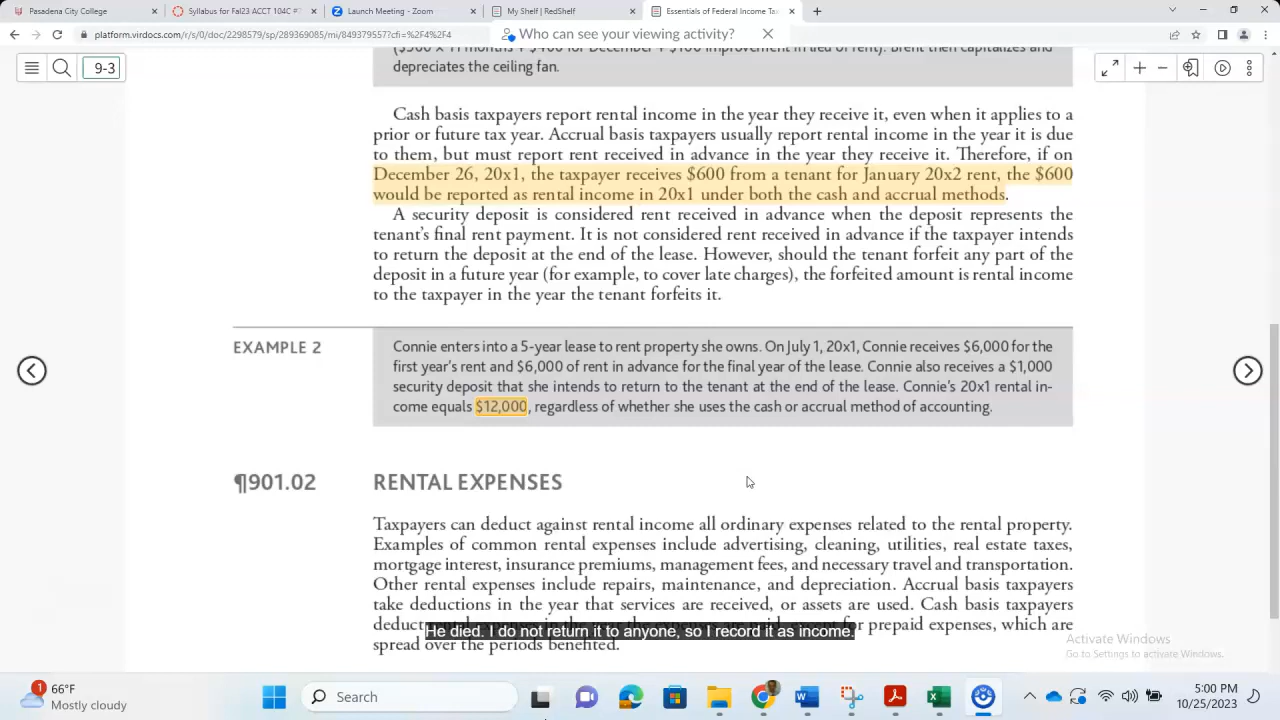 Pasadena City College
Syllabus for Fal23 ACCT 104C #7
Launch Meeting - Zoom
My Shelf | RedShelf
Essentials of Federal Income Tax
platform.virdocs.com/r/s/0/doc/2298579/sp/289369085/mi/849379557?cfi=%2F4%2F4
Who can see your viewing activity?
9-3
depreciates the ceiling fan.
Cash basis taxpayers report rental income in the year they receive it, even when it applies to a
prior or future tax year. Accrual basis taxpayers usually report rental income in the year it is due
to them, but must report rent received in advance in the year they receive it. Therefore, if on
December 26, 20x1, the taxpayer receives $600 from a tenant for January 20x2 rent, the $600
would be reported as rental income in 20x1 under both the cash and accrual methods.
A security deposit is considered rent received in advance when the deposit represents the
tenant's final rent payment. It is not considered rent received in advance if the taxpayer intends
to return the deposit at the end of the lease. However, should the tenant forfeit any part of the
deposit in a future year (for example, to cover late charges), the forfeited amount is rental income
to the taxpayer in the year the tenant forfeits it.
EXAMPLE 2
Connie enters into a 5-year lease to rent property she owns. On July 1, 20x1, Connie receives $6,000 for the
first year's rent and $6,000 of rent in advance for the final year of the lease. Connie also receives a $1,000
security deposit that she intends to return to the tenant at the end of the lease. Connie's 20x1 rental in-
come equals $12,000, regardless of whether she uses the cash or accrual method of accounting.
¶901.02 RENTAL EXPENSES
Taxpayers can deduct against rental income all ordinary expenses related to the rental property.
Examples of common rental expenses include advertising, cleaning, utilities, real estate taxes,
mortgage interest, insurance premiums, management fees, and necessary travel and transportation.
Other rental expenses include repairs, maintenance, and depreciation. Accrual basis taxpayers
take deductions in the year that services are received, or assets are used. Cash basis taxpayers
deduct for prepaid expenses, which are
He died. I do not return it to anyone, so I record it as income.
spread over the periods benefited.
Activate Windows
Go to Settings to activate Windows.
1
66°F
Mostly cloudy
Search
5:00 PM
10/25/2023